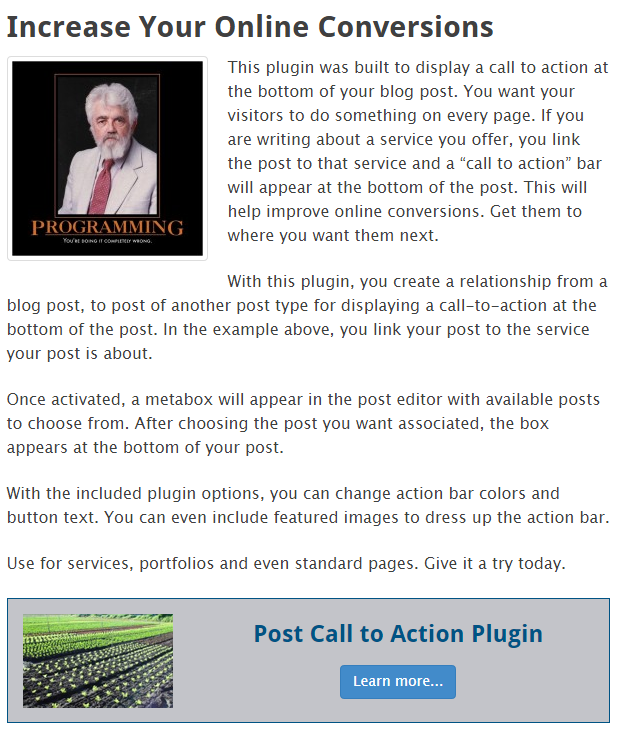 Increase Your Online Conversions
This plugin was built to display a call to action at
the bottom of your blog post. You want your
visitors to do something on every page. If you
are writing about a service you offer, you link
the post to that service and a “call to action” bar
will appear at the bottom of the post. This will
help improve online conversions. Get them to
where you want them next.
PROGRAMMING
YOU'RE DOING IT COMPLETELY WRONG.
With this plugin, you create a relationship from a
blog post, to post of another post type for displaying a call-to-action at the
bottom of the post. In the example above, you link your post to the service
your post is about.
Once activated, a metabox will appear in the post editor with available posts
to choose from. After choosing the post you want associated, the box
appears at the bottom of your post.
With the included plugin options, you can change action bar colors and
button text. You can even include featured images to dress up the action bar.
Use for services, portfolios and even standard pages. Give it a try today.
Post Call to Action Plugin
Learn more...